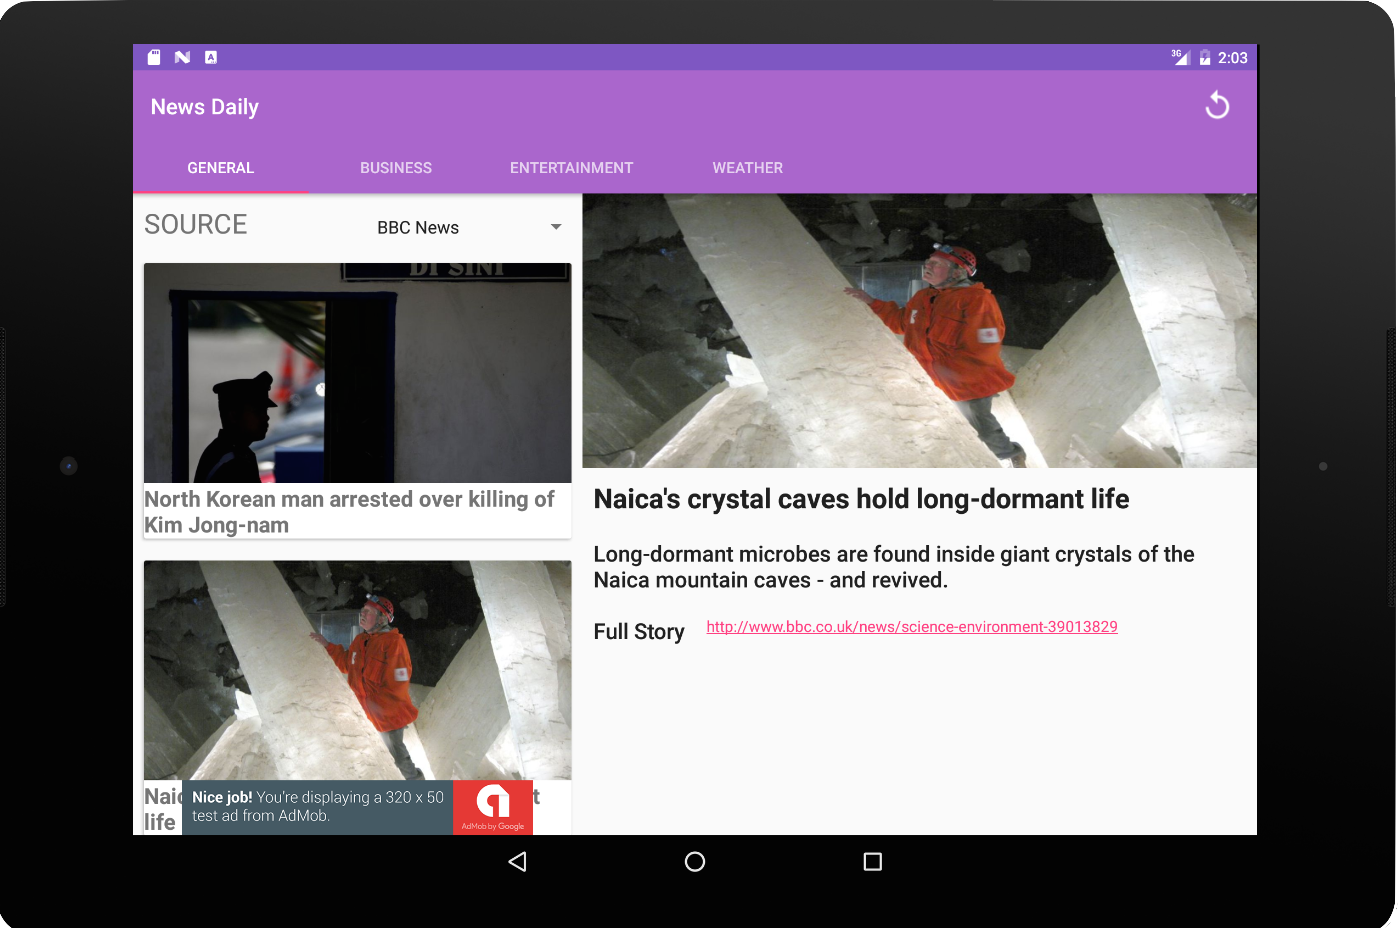 3G
2:03
News Daily
GENERAL
BUSINESS
ENTERTAINMENT
WEATHER
SOURCE
BBC News
DI SINI
North Korean man arrested over killing of
Kim Jong-nam
Nice job! You're displaying a 320 x 50
test ad from AdMob.
AdMob by Google
life
Naica's crystal caves hold long-dormant life
Long-dormant microbes are found inside giant crystals of the
Naica mountain caves - and revived.
Full Story
http://www.bbc.co.uk/news/science-environment-39013829